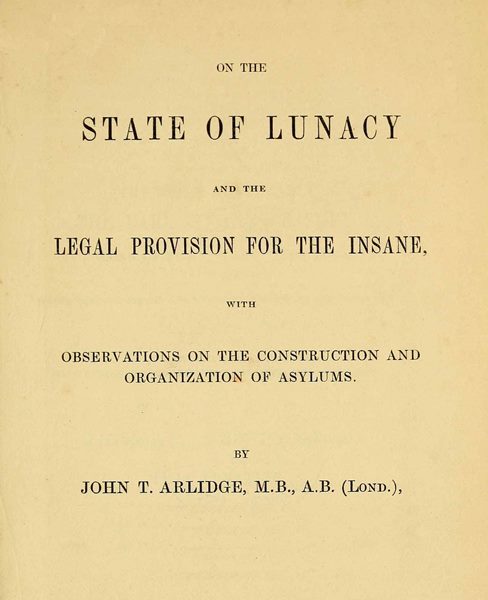 ON THE
STATE OF LUNACY
AND THE
LEGAL PROVISION FOR THE INSANE,
WITH
OBSERVATIONS ON THE CONSTRUCTION AND
ORGANIZATION OF ASYLUMS.
BY
JOHN T. ARLIDGE, M.B., A.B. (LOND.),